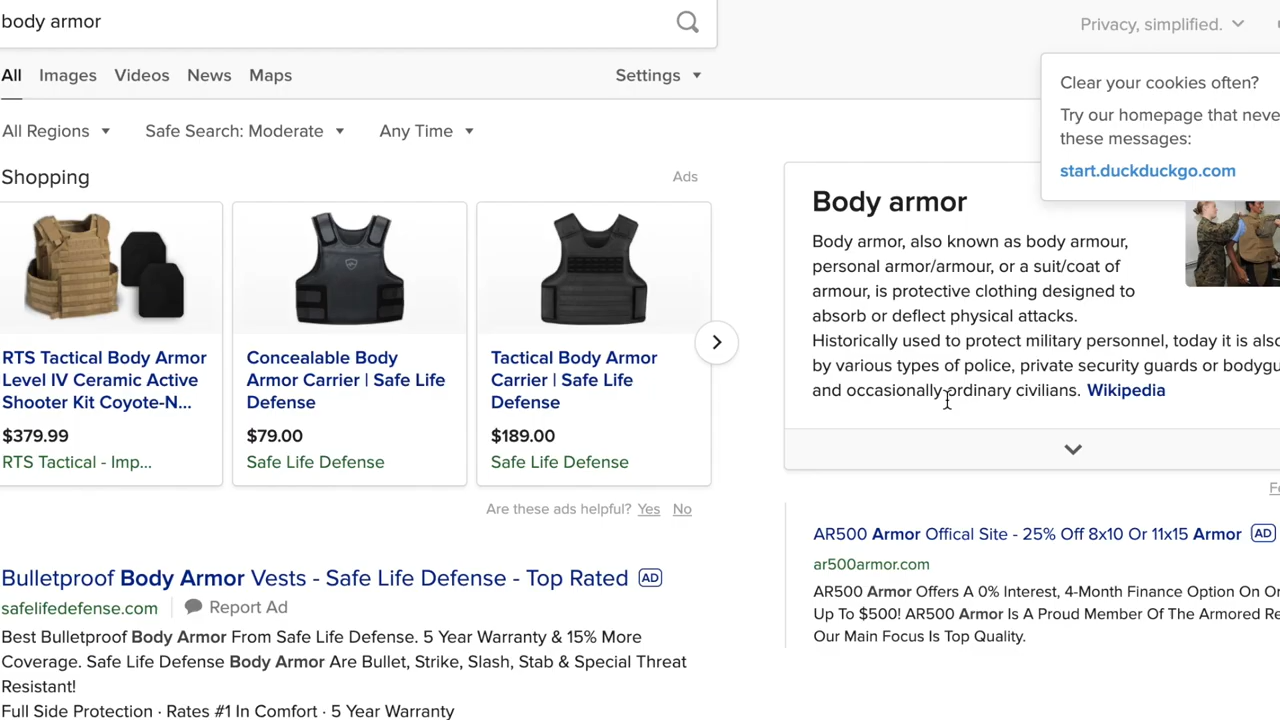 body armor
Privacy, simplified.
All Images Videos News Maps
Settings
Clear your cookies often?
Try our homepage that neve
these messages:
start.duckduckgo.com
All Regions
Safe Search: Moderate
Any Time
Shopping
Ads
RTS Tactical Body Armor
Level IV Ceramic Active
Shooter Kit Coyote-N...
$379.99
RTS Tactical - Imp...
Concealable Body
Armor Carrier | Safe Life
Defense
$79.00
Safe Life Defense
Tactical Body Armor
Carrier | Safe Life
Defense
$189.00
Safe Life Defense
Are these ads helpful? Yes No
Bulletproof Body Armor Vests - Safe Life Defense - Top Rated AD
safelifedefense.com Report Ad
Best Bulletproof Body Armor From Safe Life Defense. 5 Year Warranty & 15% More
Coverage. Safe Life Defense Body Armor Are Bullet, Strike, Slash, Stab & Special Threat
Resistant!
Full Side Protection · Rates #1 In Comfort · 5 Year Warranty
Body armor
Body armor, also known as body armour,
personal armor/armour, or a suit/coat of
armour, is protective clothing designed to
absorb or deflect physical attacks.
Historically used to protect military personnel, today it is also
by various types of police, private security guards or bodygu
and occasionally ordinary civilians. Wikipedia
AR500 Armor Offical Site - 25% Off 8x10 Or 11x15 Armor AD
ar500armor.com
AR500 Armor Offers A 0% Interest, 4-Month Finance Option On Or
Up To $500! AR500 Armor Is A Proud Member Of The Armored Re
Our Main Focus Is Top Quality.